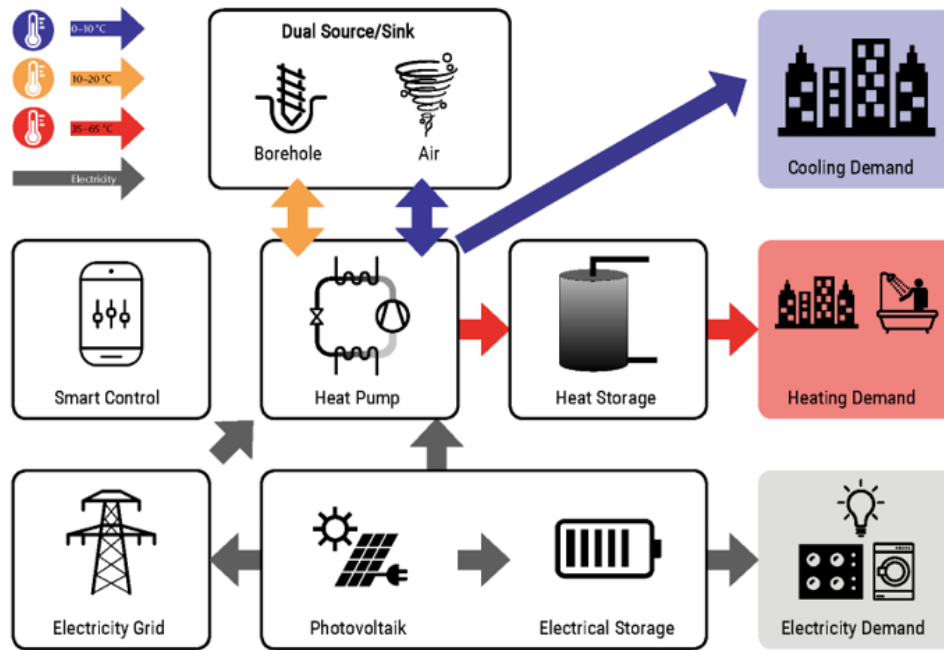 0–10 °C
10–20 °C
35–65 °C
Electricity
Dual Source/Sink
Borehole
Air
Cooling Demand
Smart Control
Heat Pump
Heat Storage
Heating Demand
Electricity Grid
Photovoltaik
Electrical Storage
Electricity Demand